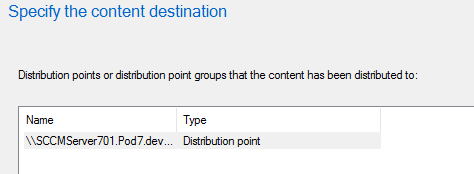 Specify the content destination
Distribution points or distribution point groups that the content has been distributed to:
Name Type
\\SCCMServer701.Pod7.dev... Distribution point